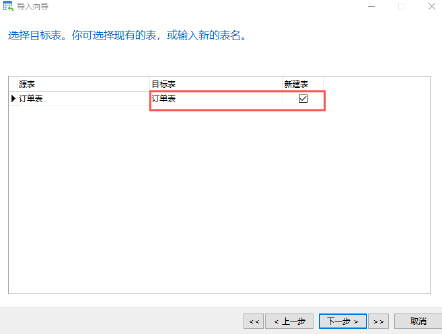 导入向导
选择目标表。你可选择现有的表，或输入新的表名。
源表 目标表 新建表
订单表 订单表
<< < 上一步 下一步 > >> 取消